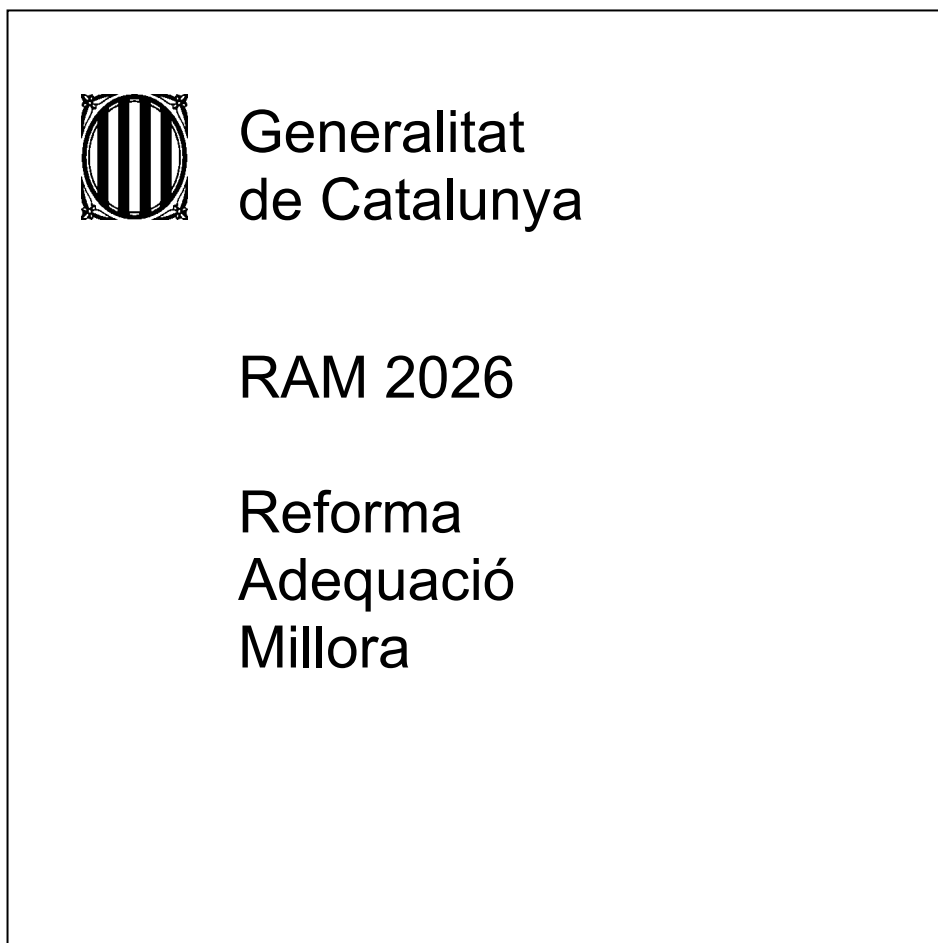 Generalitat
de Catalunya
RAM 2026
Reforma
Adequació
Millora